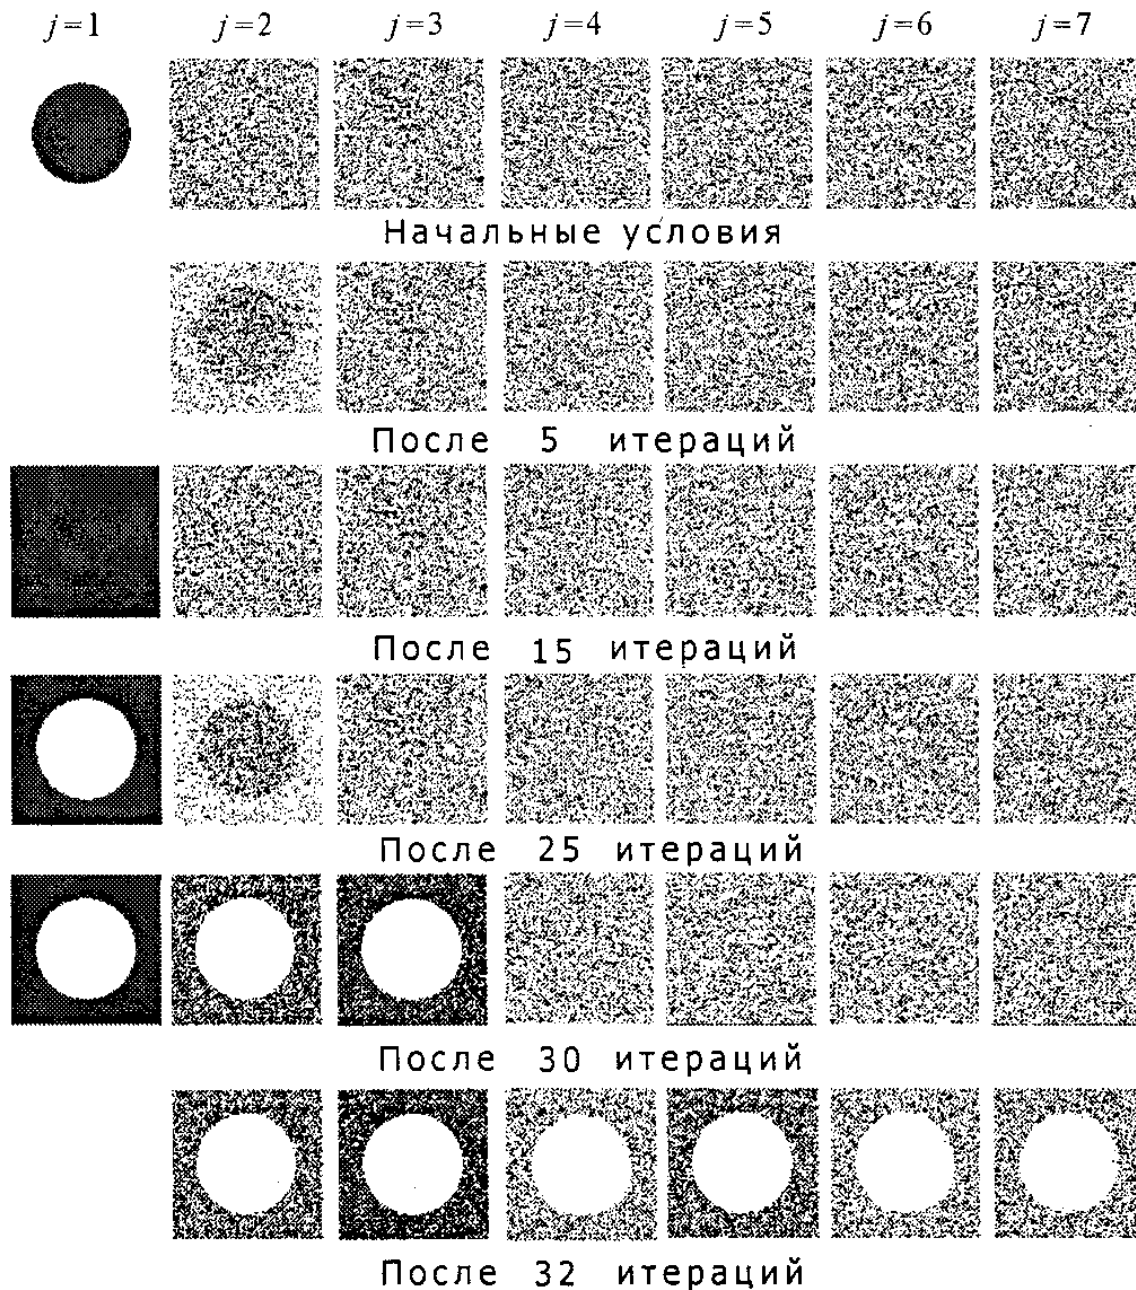 j=1 j=2 j=3 j=4 j=5 j=6 j=7
Начальные условия
После 5 итераций
После 15 итераций
После 25 итераций
После 30 итераций
После 32 итераций